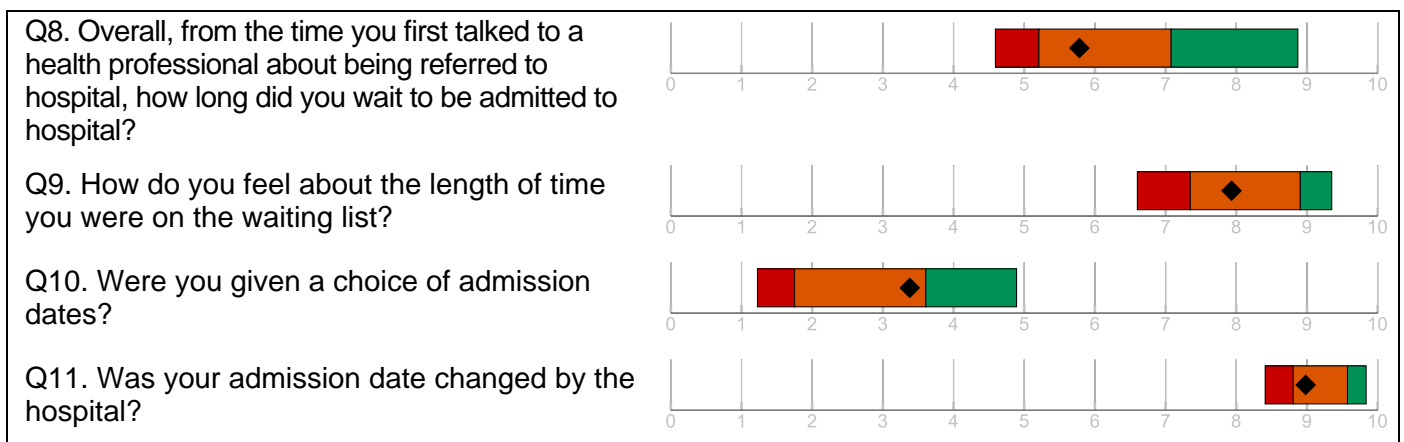 Q8. Overall, from the time you first talked to a
health professional about being referred to
hospital, how long did you wait to be admitted to
hospital?
0 1 2 3 4 5 6 7 8 9 10
Q9. How do you feel about the length of time
you were on the waiting list?
0 1 2 3 4 5 6 7 8 9 10
Q10. Were you given a choice of admission
dates?
0 1 2 3 4 5 6 7 8 9 10
Q11. Was your admission date changed by the
hospital?
0 1 2 3 4 5 6 7 8 9 10